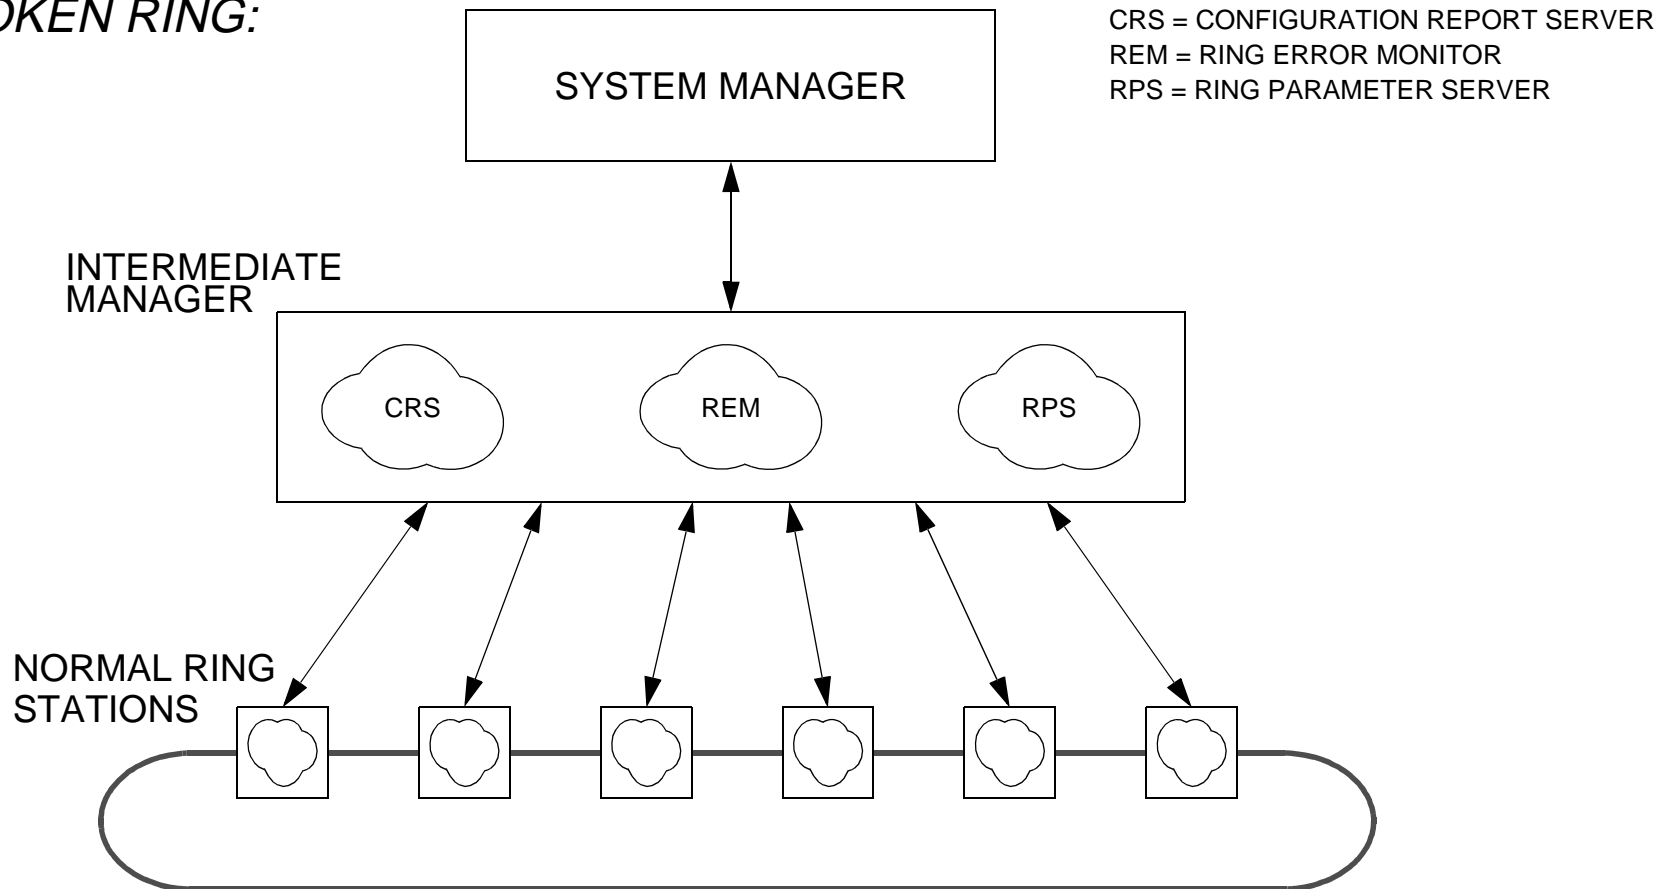 OKEN RING:
CRS = CONFIGURATION REPORT SERVER
REM = RING ERROR MONITOR
RPS = RING PARAMETER SERVER
SYSTEM MANAGER
INTERMEDIATE
MANAGER
CRS
REM
RPS
NORMAL RING
STATIONS